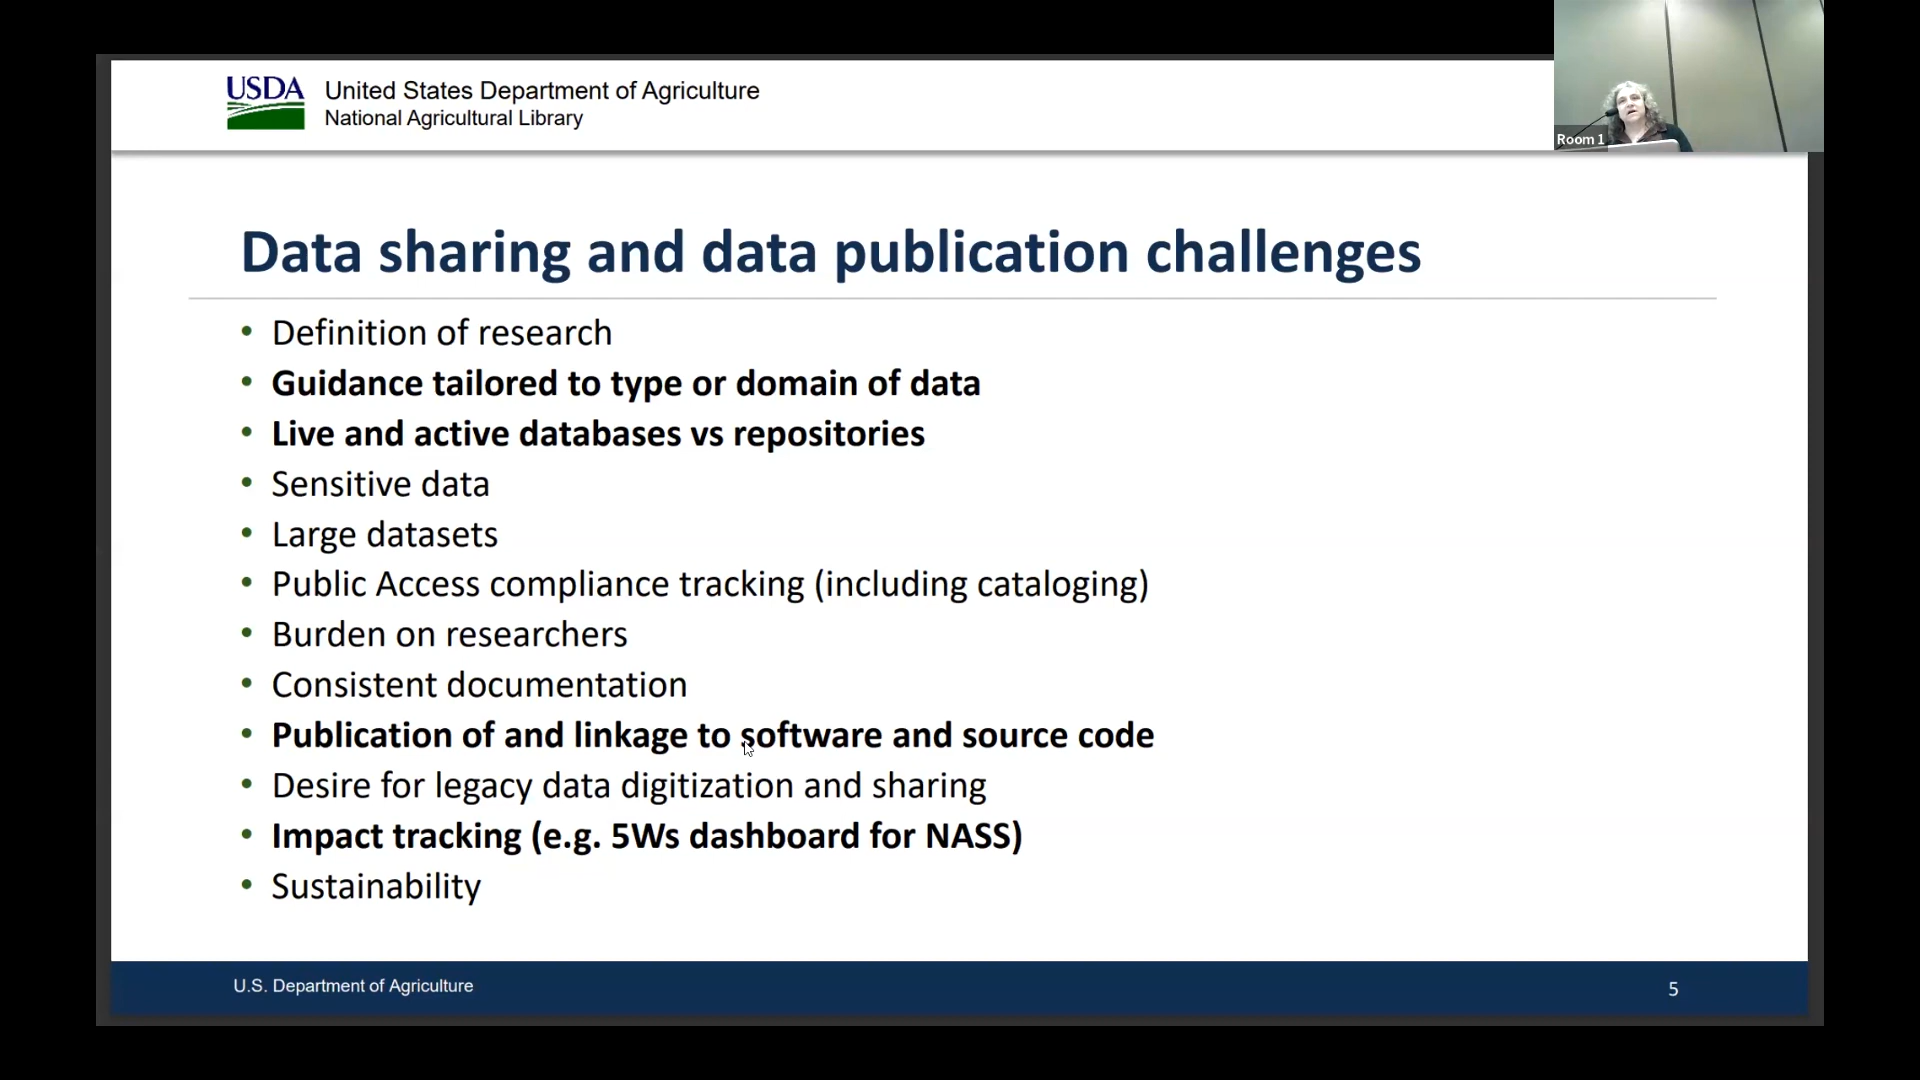 USDA
United States Department of Agriculture
National Agricultural Library
Room 1
Data sharing and data publication challenges
• Definition of research
• Guidance tailored to type or domain of data
• Live and active databases vs repositories
• Sensitive data
• Large datasets
• Public Access compliance tracking (including cataloging)
• Burden on researchers
• Consistent documentation
• Publication of and linkage to software and source code
• Desire for legacy data digitization and sharing
• Impact tracking (e.g. 5Ws dashboard for NASS)
• Sustainability
U.S. Department of Agriculture
5